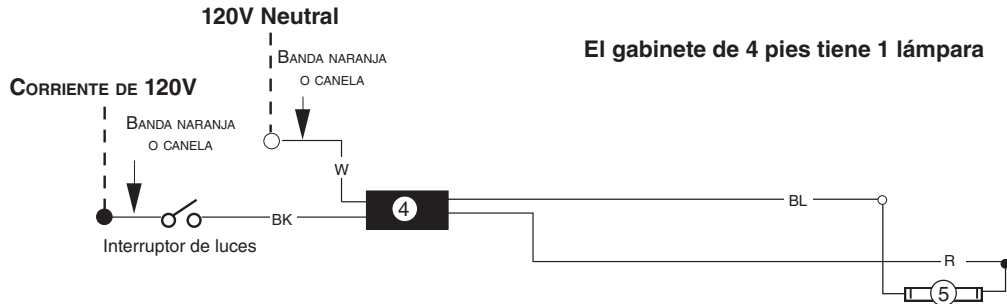 120V Neutral
BANDA NARANJA
O CANELA
El gabinete de 4 pies tiene 1 lámpara
CORRIENTE DE 120V
BANDA NARANJA
O CANELA
W
4
BL
BK
Interruptor de luces
R
5